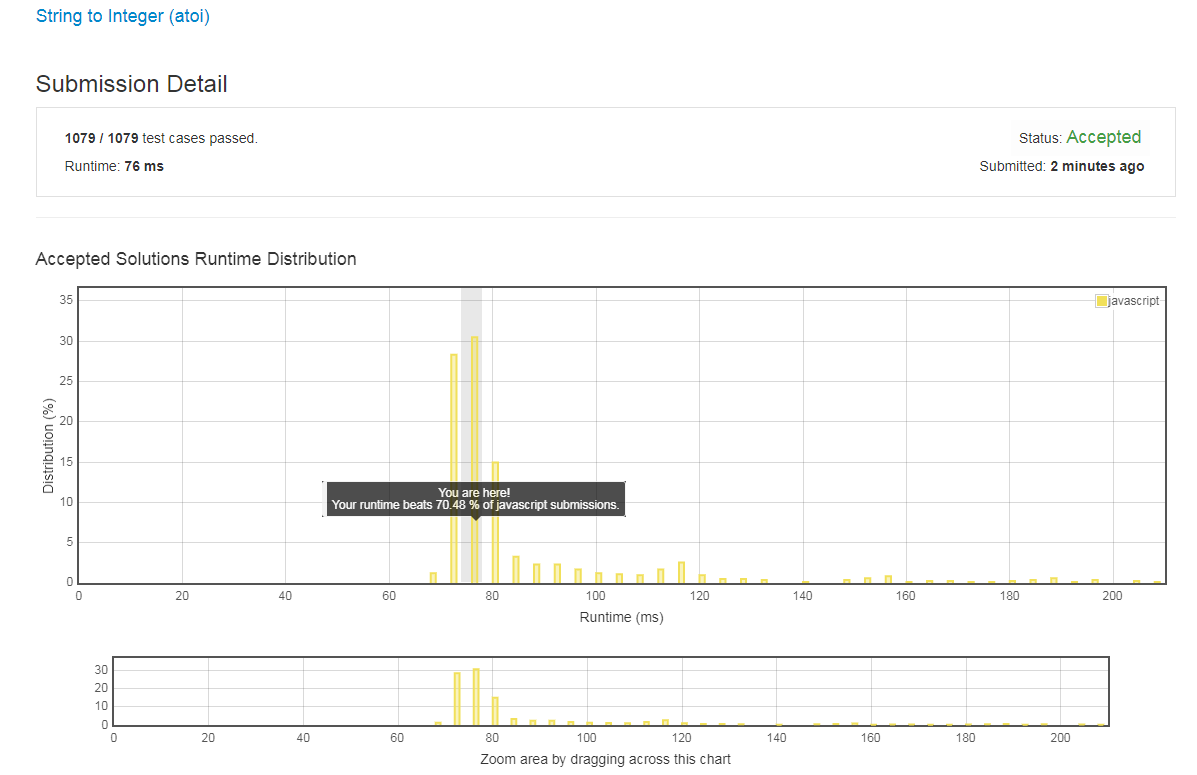 String to Integer (atoi)
Submission Detail
1079 / 1079 test cases passed.
Status: Accepted
Runtime: 76 ms
Submitted: 2 minutes ago
Accepted Solutions Runtime Distribution
javascript
35
30
25
20
15
10
5
0
Distribution (%)
You are here!
Your runtime beats 70.48 % of javascript submissions.
0 20 40 60 80 100 120 140 160 180 200
Runtime (ms)
30
20
10
0
0 20 40 60 80 100 120 140 160 180 200
Zoom area by dragging across this chart